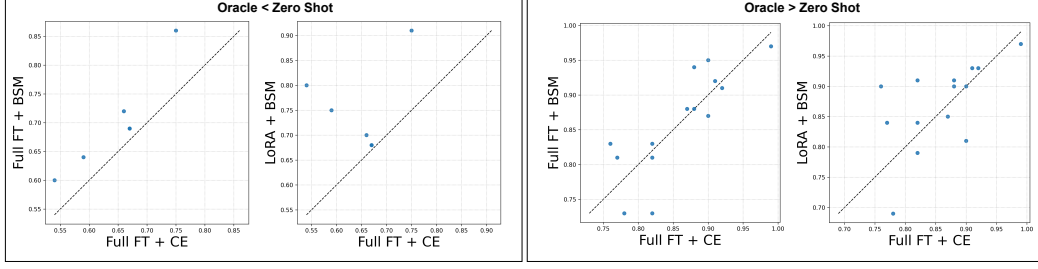 Oracle < Zero Shot
Full FT + BSM
0.85
0.80
0.75
0.70
0.65
0.60
0.55
0.55 0.60 0.65 0.70 0.75 0.80 0.85
Full FT + CE
LoRA + BSM
0.90
0.85
0.80
0.75
0.70
0.65
0.60
0.55
0.55 0.60 0.65 0.70 0.75 0.80 0.85 0.90
Full FT + CE
Oracle > Zero Shot
Full FT + BSM
1.00
0.95
0.90
0.85
0.80
0.75
0.75 0.80 0.85 0.90 0.95 1.00
Full FT + CE
LoRA + BSM
1.00
0.95
0.90
0.85
0.80
0.75
0.70
0.70 0.75 0.80 0.85 0.90 0.95 1.00
Full FT + CE